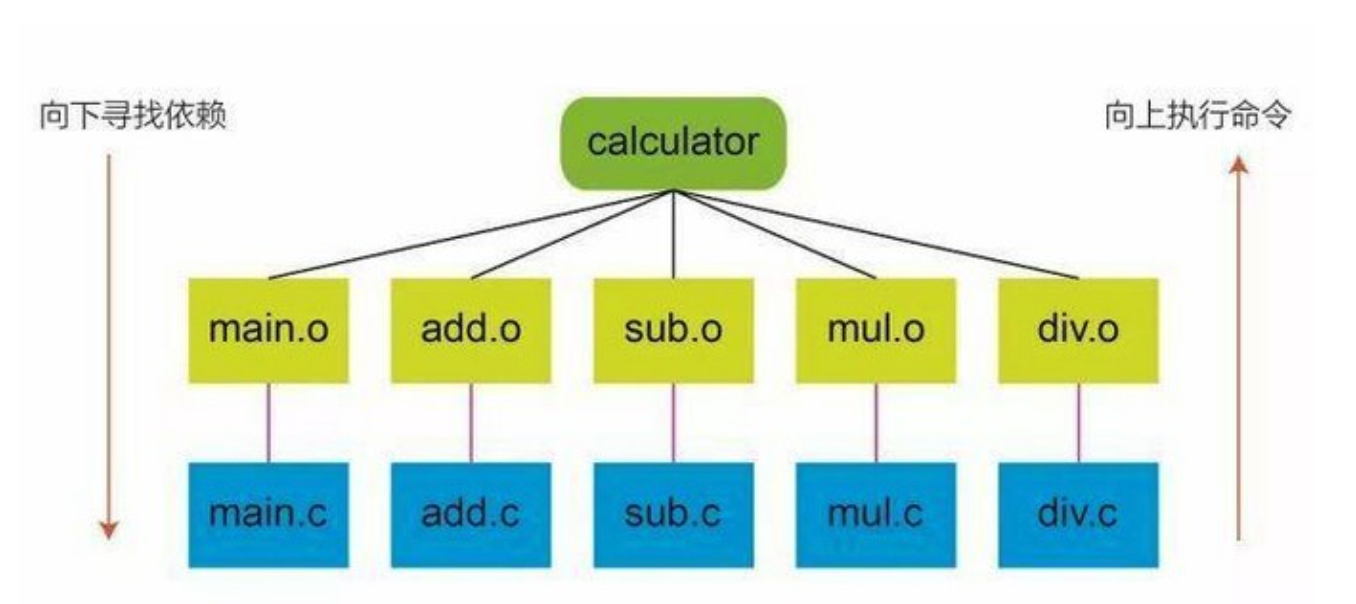 向下寻找依赖
calculator
向上执行命令
main.o
add.o
sub.o
mul.o
div.o
main.c
add.c
sub.c
mul.c
div.c